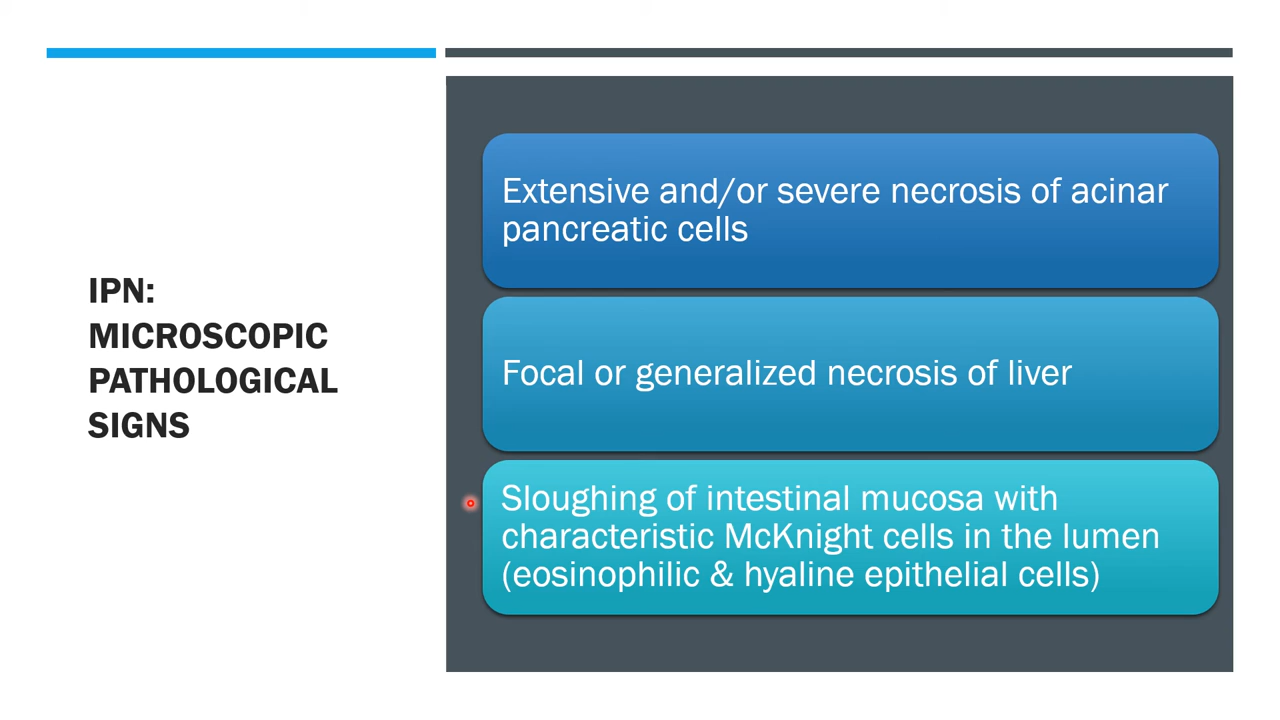 IPN:
MICROSCOPIC
PATHOLOGICAL
SIGNS
Extensive and/or severe necrosis of acinar
pancreatic cells
Focal or generalized necrosis of liver
Sloughing of intestinal mucosa with
characteristic McKnight cells in the lumen
(eosinophilic & hyaline epithelial cells)